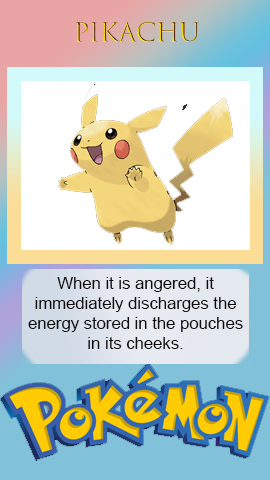 PIKACHU
When it is angered, it
immediately discharges the
energy stored in the pouches
in its cheeks.
POKéMON